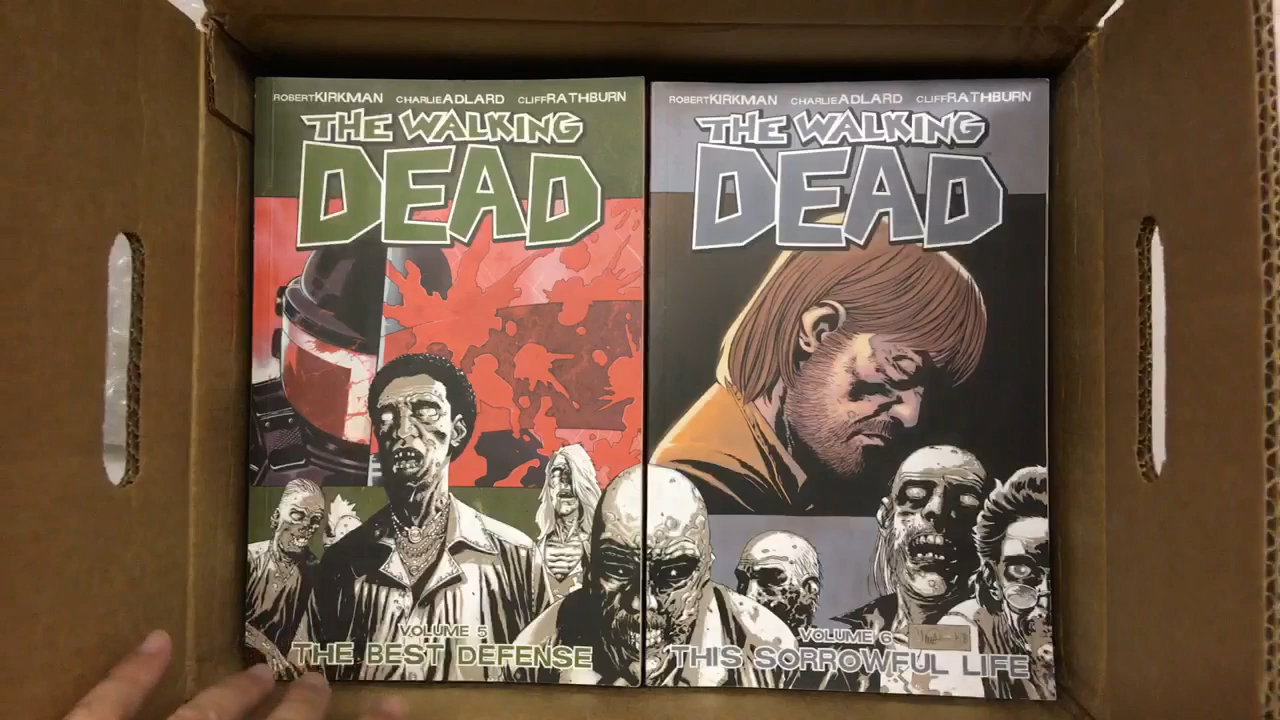 ROBERTKIRKMAN CHARLIEADLARD CLIFFRATHBURN
THE WALKING
DEAD
VOLUME 5
THE BEST DEFENSE
ROBERTKIRKMAN CHARLIEADLARD CLIFFRATHBURN
THE WALKING
DEAD
VOLUME 6
THIS SORROWFUL LIFE